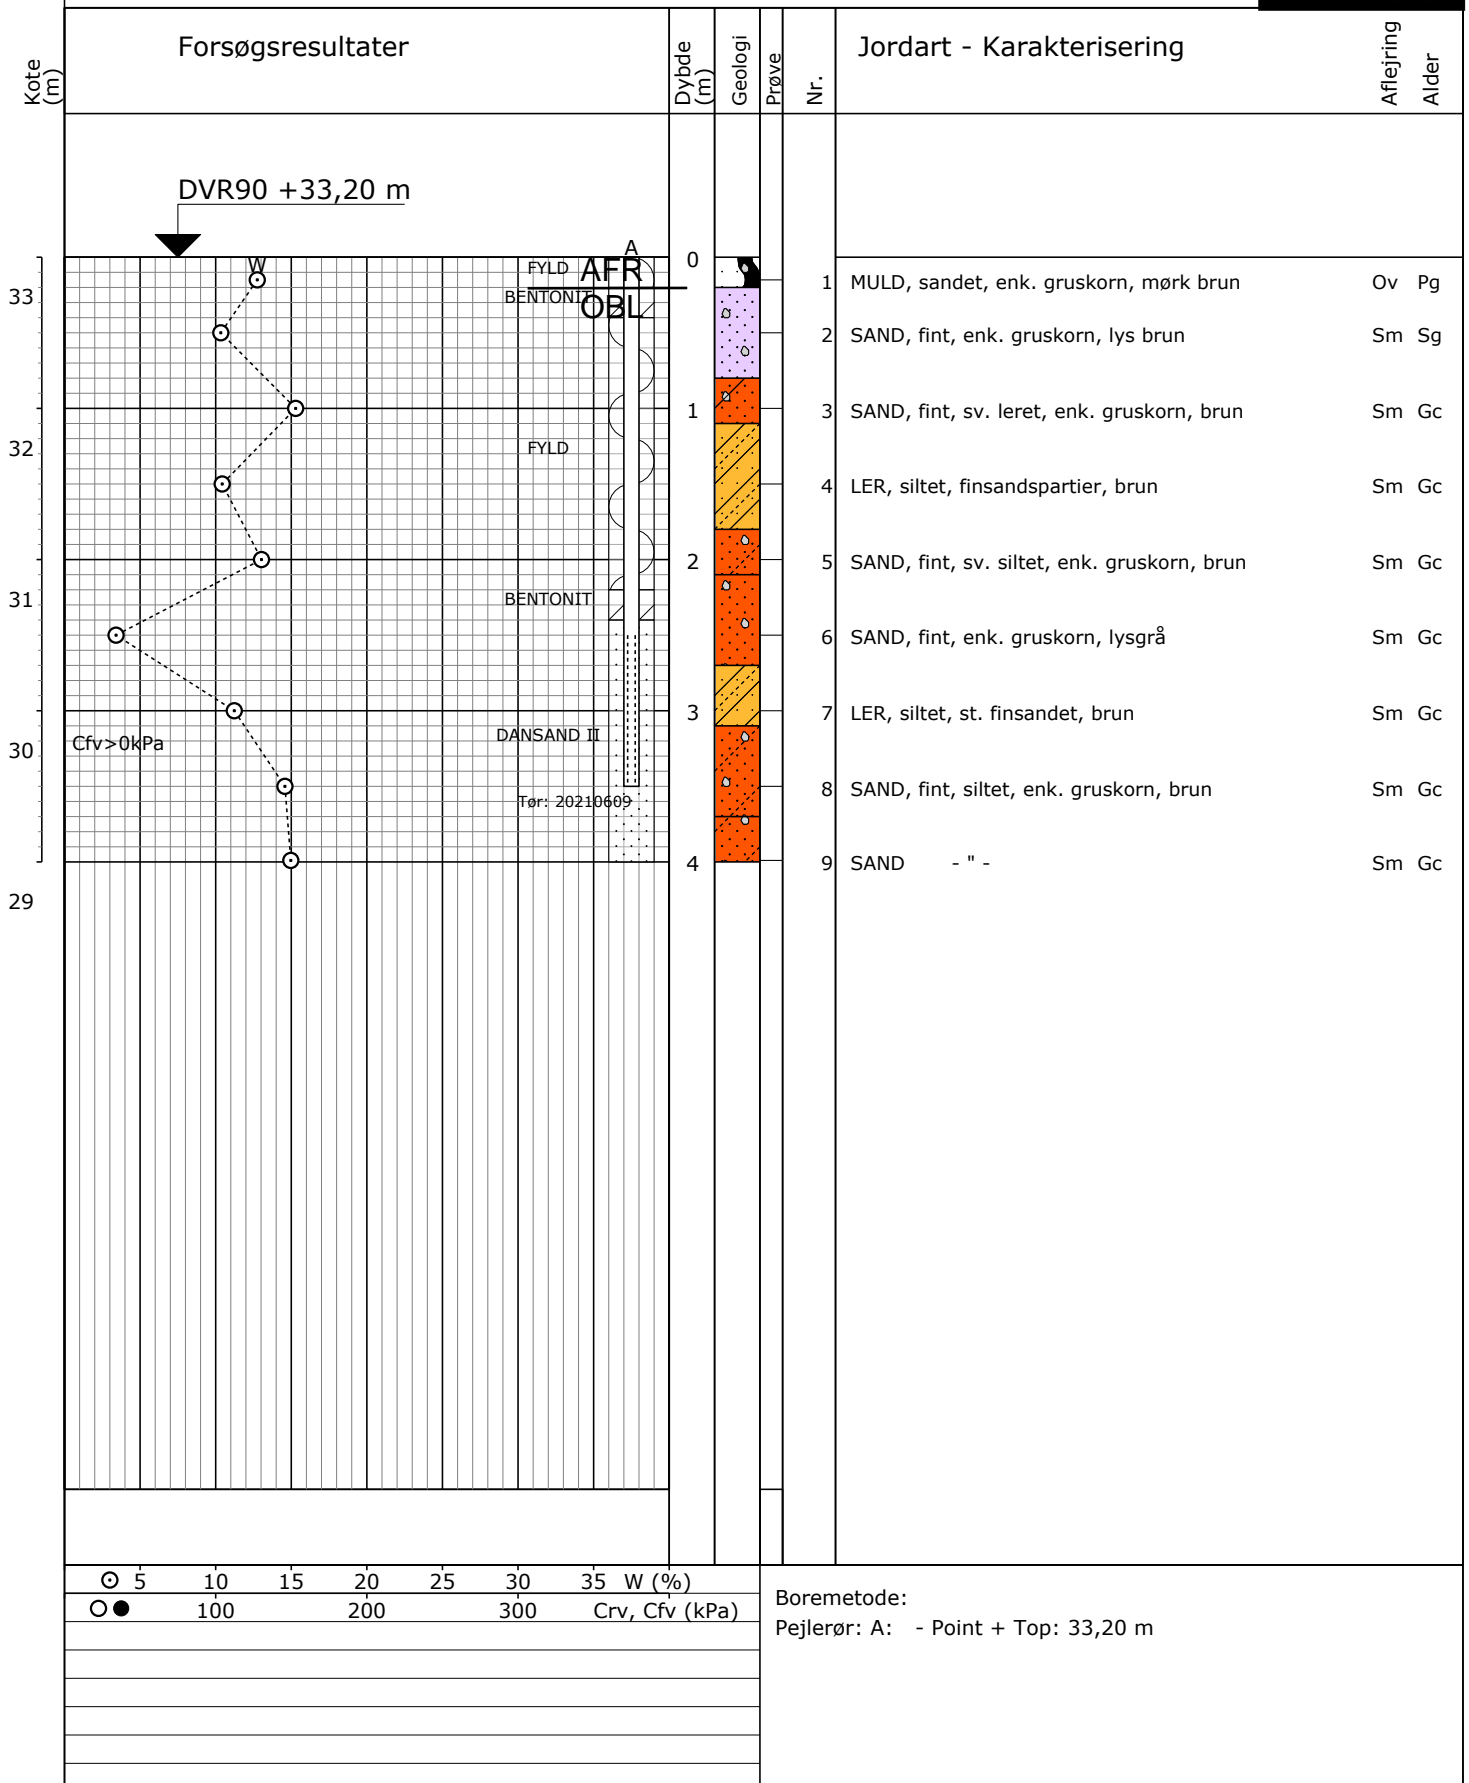 Kote (m)
Forsøgsresultater
Dybde (m)
Geologi
Prøve
Nr.
Jordart - Karakterisering
Aflejring
Alder
DVR90 +33,20 m
W
A
FYLD
AFR
BENTONIT
OBL
0
33
1 MULD, sandet, enk. gruskorn, mørk brun Ov Pg
2 SAND, fint, enk. gruskorn, lys brun Sm Sg
1
3 SAND, fint, sv. leret, enk. gruskorn, brun Sm Gc
32
FYLD
4 LER, siltet, finsandspartier, brun Sm Gc
2
5 SAND, fint, sv. siltet, enk. gruskorn, brun Sm Gc
31
BENTONIT
6 SAND, fint, enk. gruskorn, lysgrå Sm Gc
3
7 LER, siltet, st. finsandet, brun Sm Gc
30
Cfv>0kPa
DANSAND II
8 SAND, fint, siltet, enk. gruskorn, brun Sm Gc
Tør: 20210609
4
9 SAND - " - Sm Gc
29
5 10 15 20 25 30 35 W (%)
100 200 300 Crv, Cfv (kPa)
Boremetode:
Pejlerør: A: - Point + Top: 33,20 m